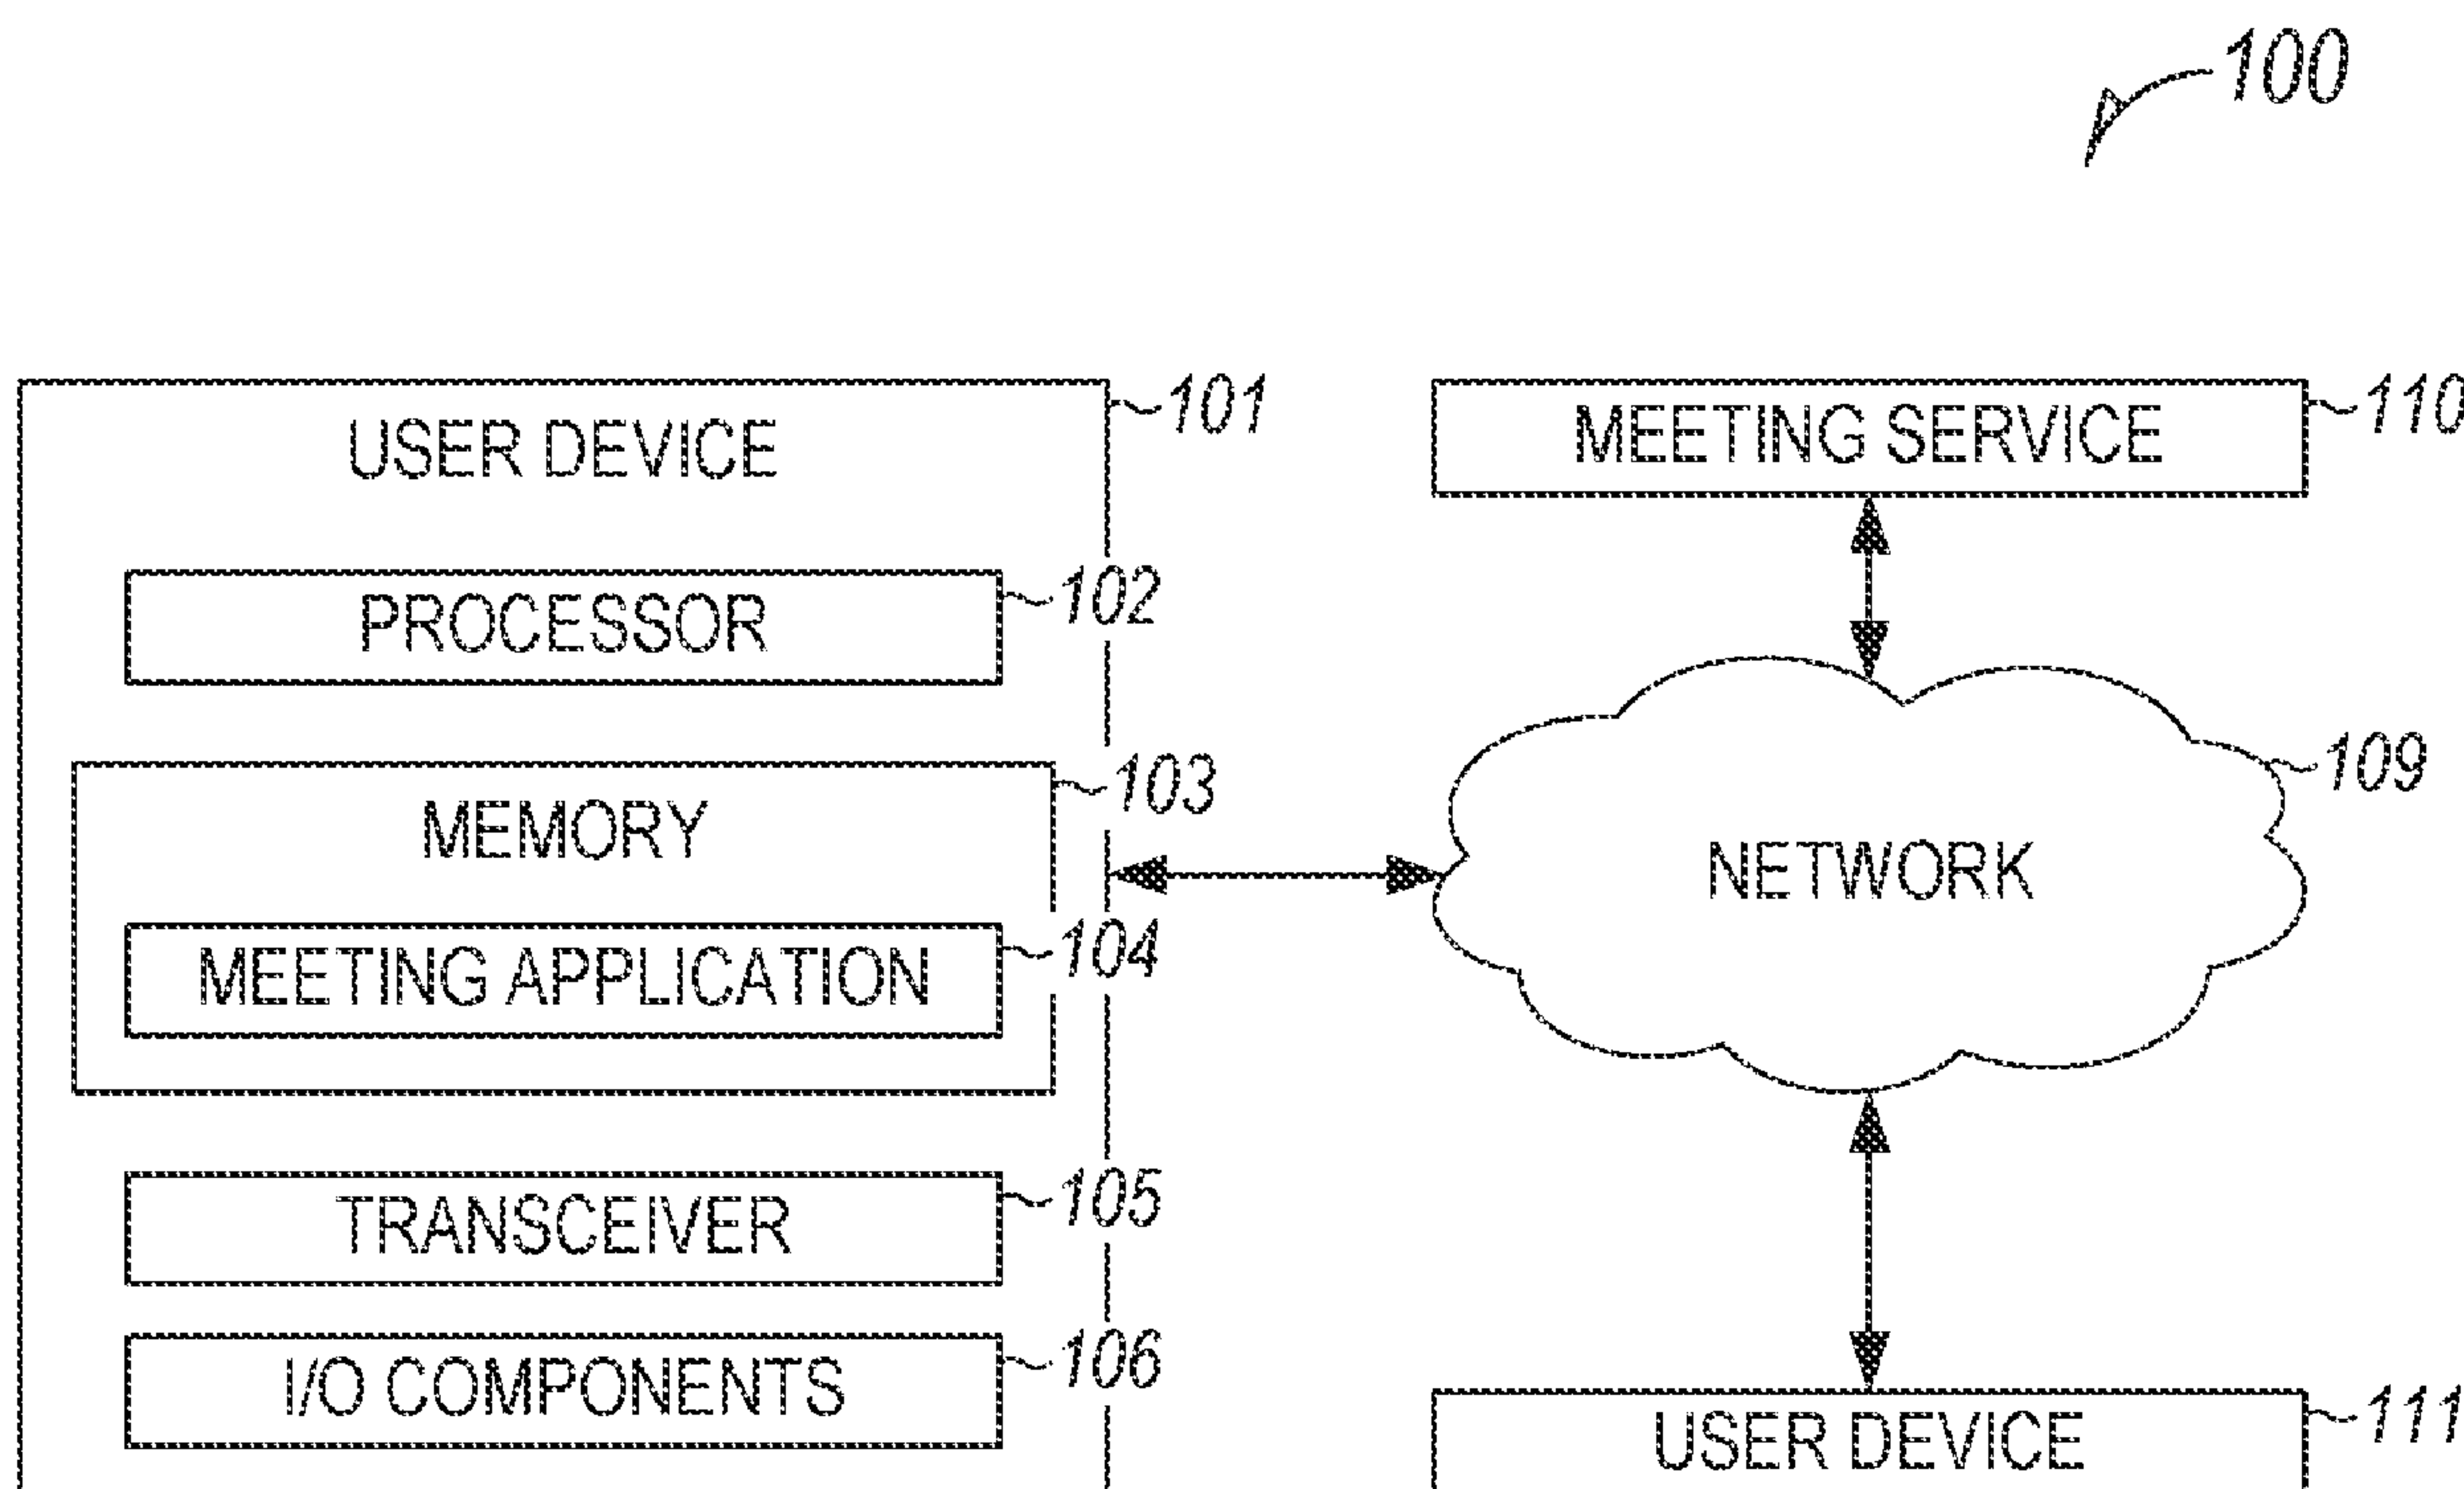 100
USER DEVICE
101
PROCESSOR
102
MEMORY
103
MEETING APPLICATION
104
TRANSCEIVER
105
I/O COMPONENTS
106
MEETING SERVICE
110
NETWORK
109
USER DEVICE
111